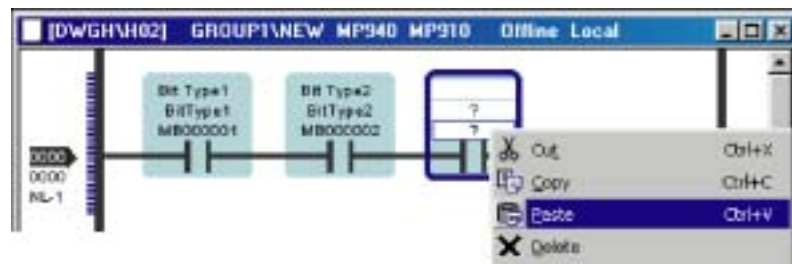 [DWGH\H02] GROUP1\NEW MP940 MP910 Offline Local
Bit Type1
BitType1
MB000001
Bit Type2
BitType2
MB000002
?
?
0000
0000
NL-1
Cut Ctrl+X
Copy Ctrl+C
Paste Ctrl+V
Delete